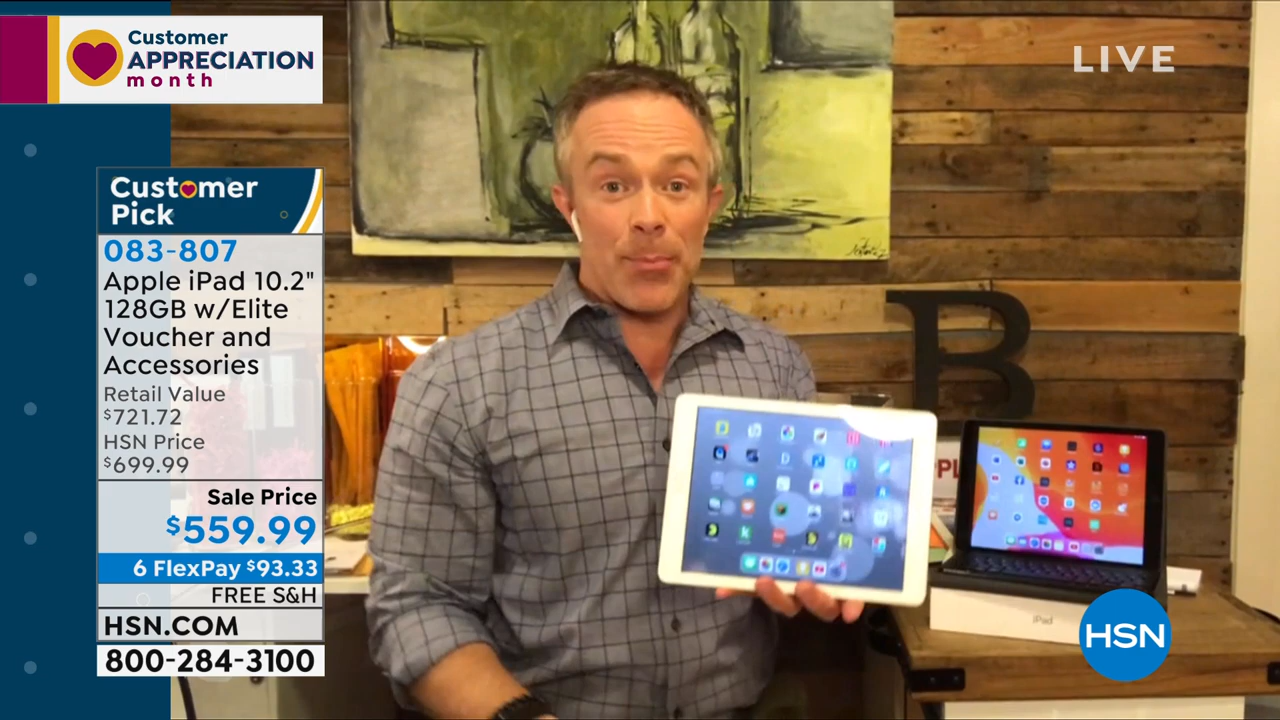 Customer
APPRECIATION
month
LIVE
Customer
Pick
083-807
Apple iPad 10.2"
128GB w/Elite
Voucher and
Accessories
Retail Value
$721.72
HSN Price
$699.99
Sale Price
$559.99
6 FlexPay $93.33
FREE S&H
HSN.COM
800-284-3100
B
iPad
HSN